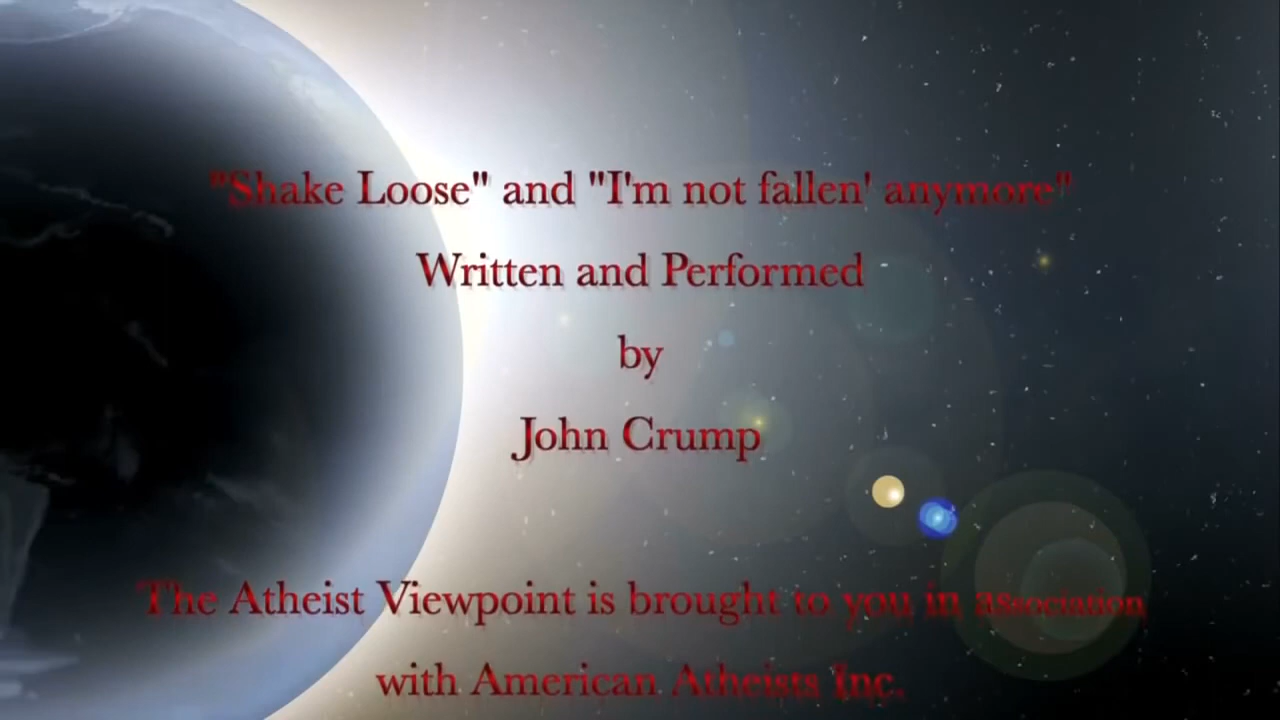 "Shake Loose" and "I'm not fallen' anymore"
Written and Performed
by
John Crump
The Atheist Viewpoint is brought to you in association
with American Atheists Inc.